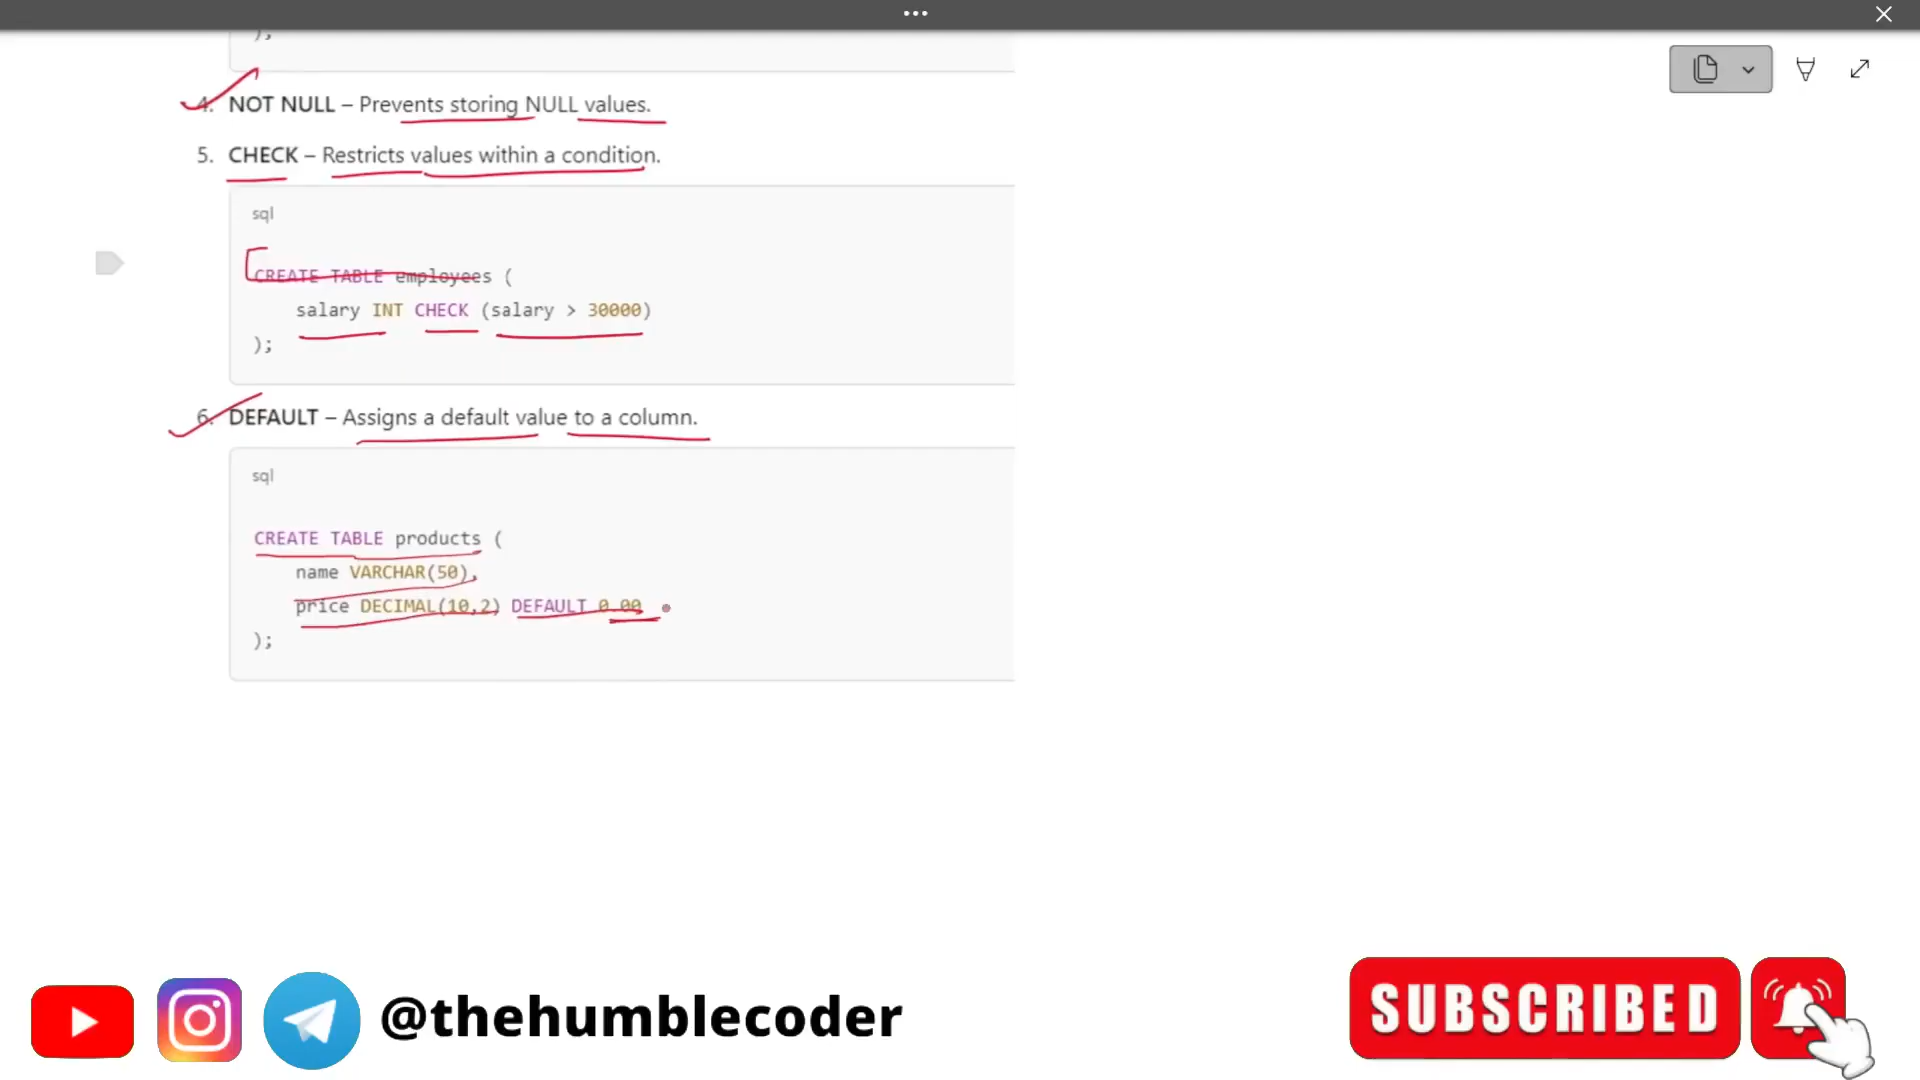 );
4. NOT NULL – Prevents storing NULL values.
5. CHECK – Restricts values within a condition.
sql
CREATE TABLE employees (
salary INT CHECK (salary > 30000)
);
6. DEFAULT – Assigns a default value to a column.
sql
CREATE TABLE products (
name VARCHAR(50),
price DECIMAL(10,2) DEFAULT 0.00
);
@thehumblecoder
SUBSCRIBED